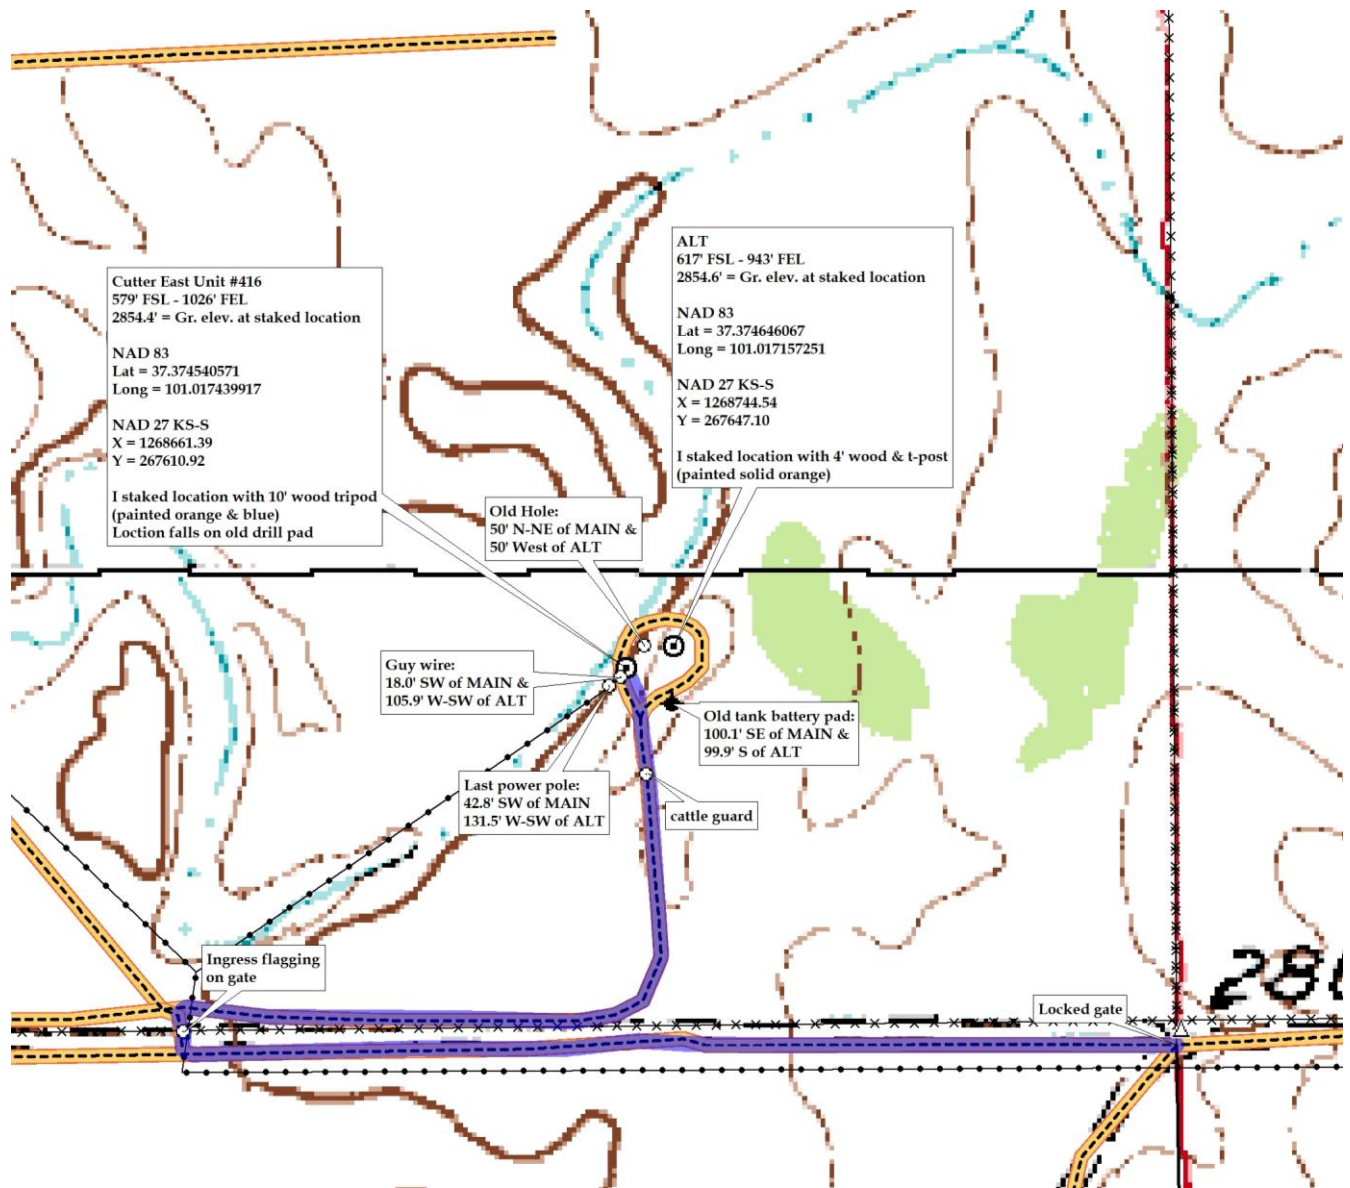 ALT
617' FSL - 943' FEL
2854.6' = Gr. elev. at staked location
NAD 83
Lat = 37.374646067
Long = 101.017157251
NAD 27 KS-S
X = 1268744.54
Y = 267647.10
I staked location with 4' wood & t-post
(painted solid orange)
Cutter East Unit #416
579' FSL - 1026' FEL
2854.4' = Gr. elev. at staked location
NAD 83
Lat = 37.374540571
Long = 101.017439917
NAD 27 KS-S
X = 1268661.39
Y = 267610.92
I staked location with 10' wood tripod
(painted orange & blue)
Loction falls on old drill pad
Old Hole:
50' N-NE of MAIN &
50' West of ALT
Guy wire:
18.0' SW of MAIN &
105.9' W-SW of ALT
Old tank battery pad:
100.1' SE of MAIN &
99.9' S of ALT
Last power pole:
42.8' SW of MAIN
131.5' W-SW of ALT
cattle guard
Ingress flagging
on gate
Locked gate